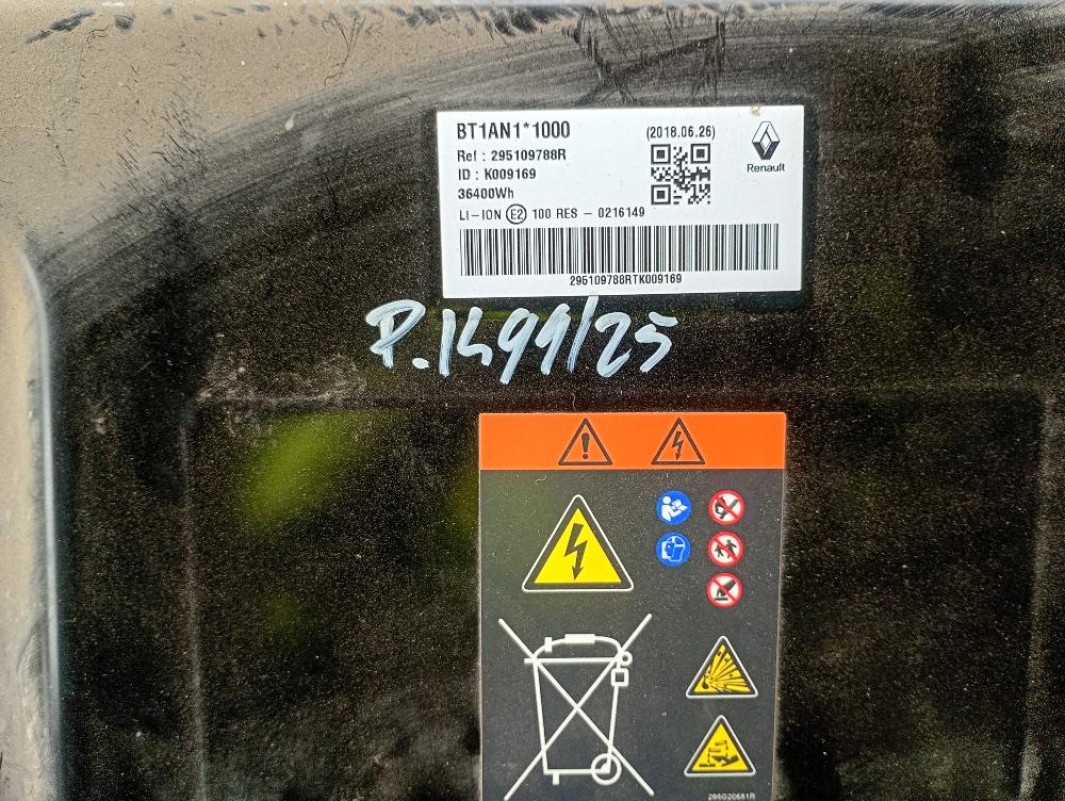 BT1AN1*1000
(2018.06.26)
Ref : 295109788R
ID : K009169
36400Wh
Renault
LI-ION E2 100 RES - 0216149
295109788RTK009169
P.1499/25